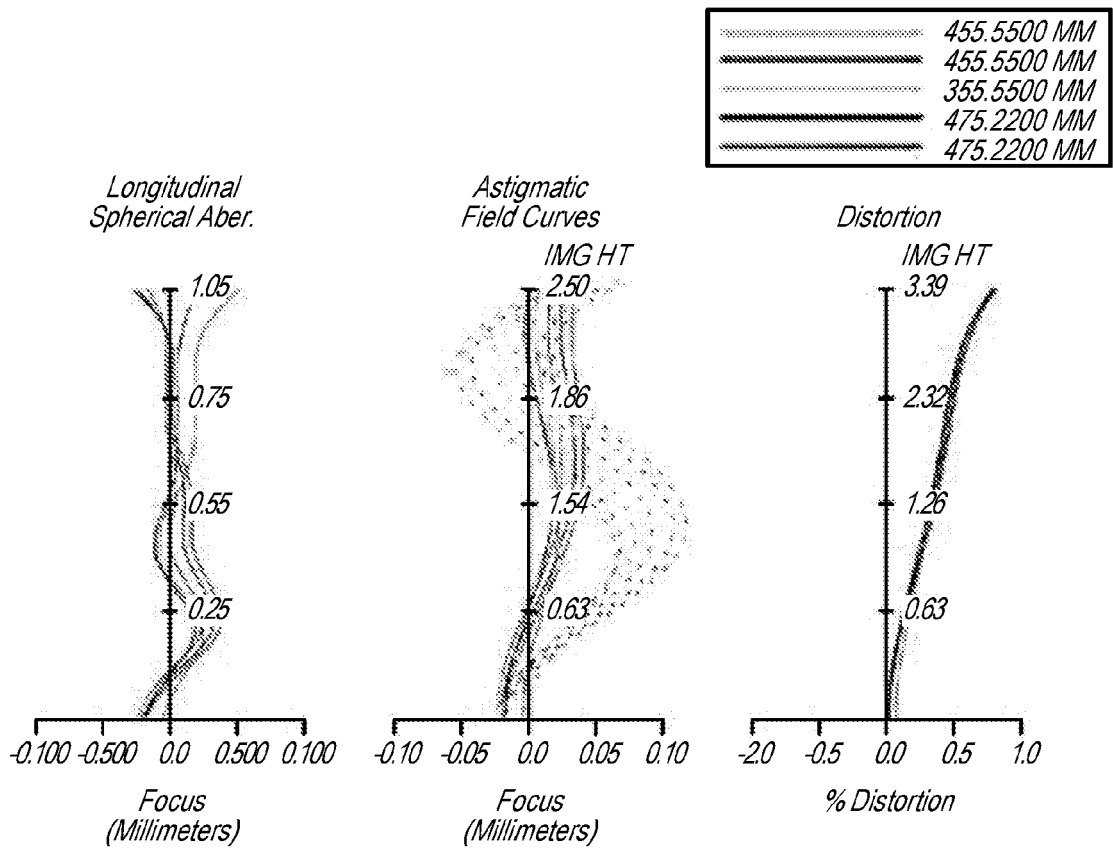 455.5500 MM
455.5500 MM
355.5500 MM
475.2200 MM
475.2200 MM
Longitudinal
Spherical Aber.
1.05
0.75
0.55
0.25
-0.100 -0.500 0.0 0.500 0.100
Focus
(Millimeters)
Astigmatic
Field Curves
IMG HT
2.50
1.86
1.54
0.63
-0.10 -0.05 0.0 0.05 0.10
Focus
(Millimeters)
Distortion
IMG HT
3.39
2.32
1.26
0.63
-2.0 -0.5 0.0 0.5 1.0
% Distortion